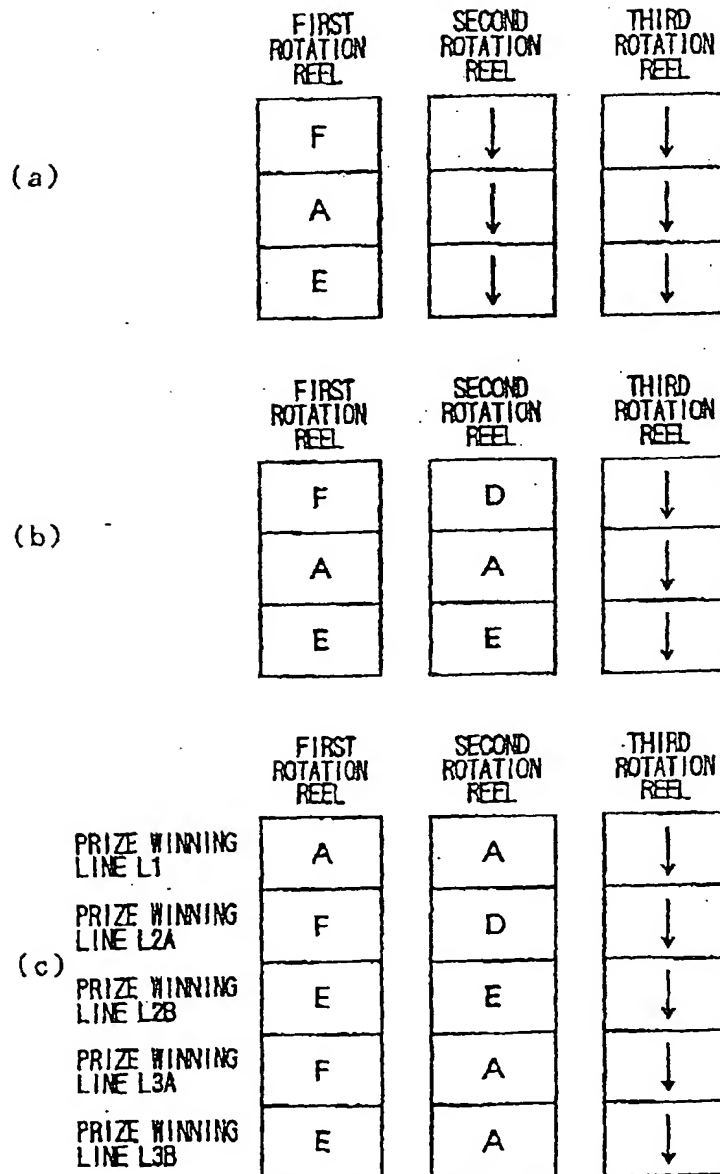 FIRST ROTATION REEL SECOND ROTATION REEL THIRD ROTATION REEL
(a)
F ↓ ↓
A ↓ ↓
E ↓ ↓
FIRST ROTATION REEL SECOND ROTATION REEL THIRD ROTATION REEL
(b)
F D ↓
A A ↓
E E ↓
FIRST ROTATION REEL SECOND ROTATION REEL THIRD ROTATION REEL
(c)
PRIZE WINNING LINE L1 A A ↓
PRIZE WINNING LINE L2A F D ↓
PRIZE WINNING LINE L2B E E ↓
PRIZE WINNING LINE L3A F A ↓
PRIZE WINNING LINE L3B E A ↓